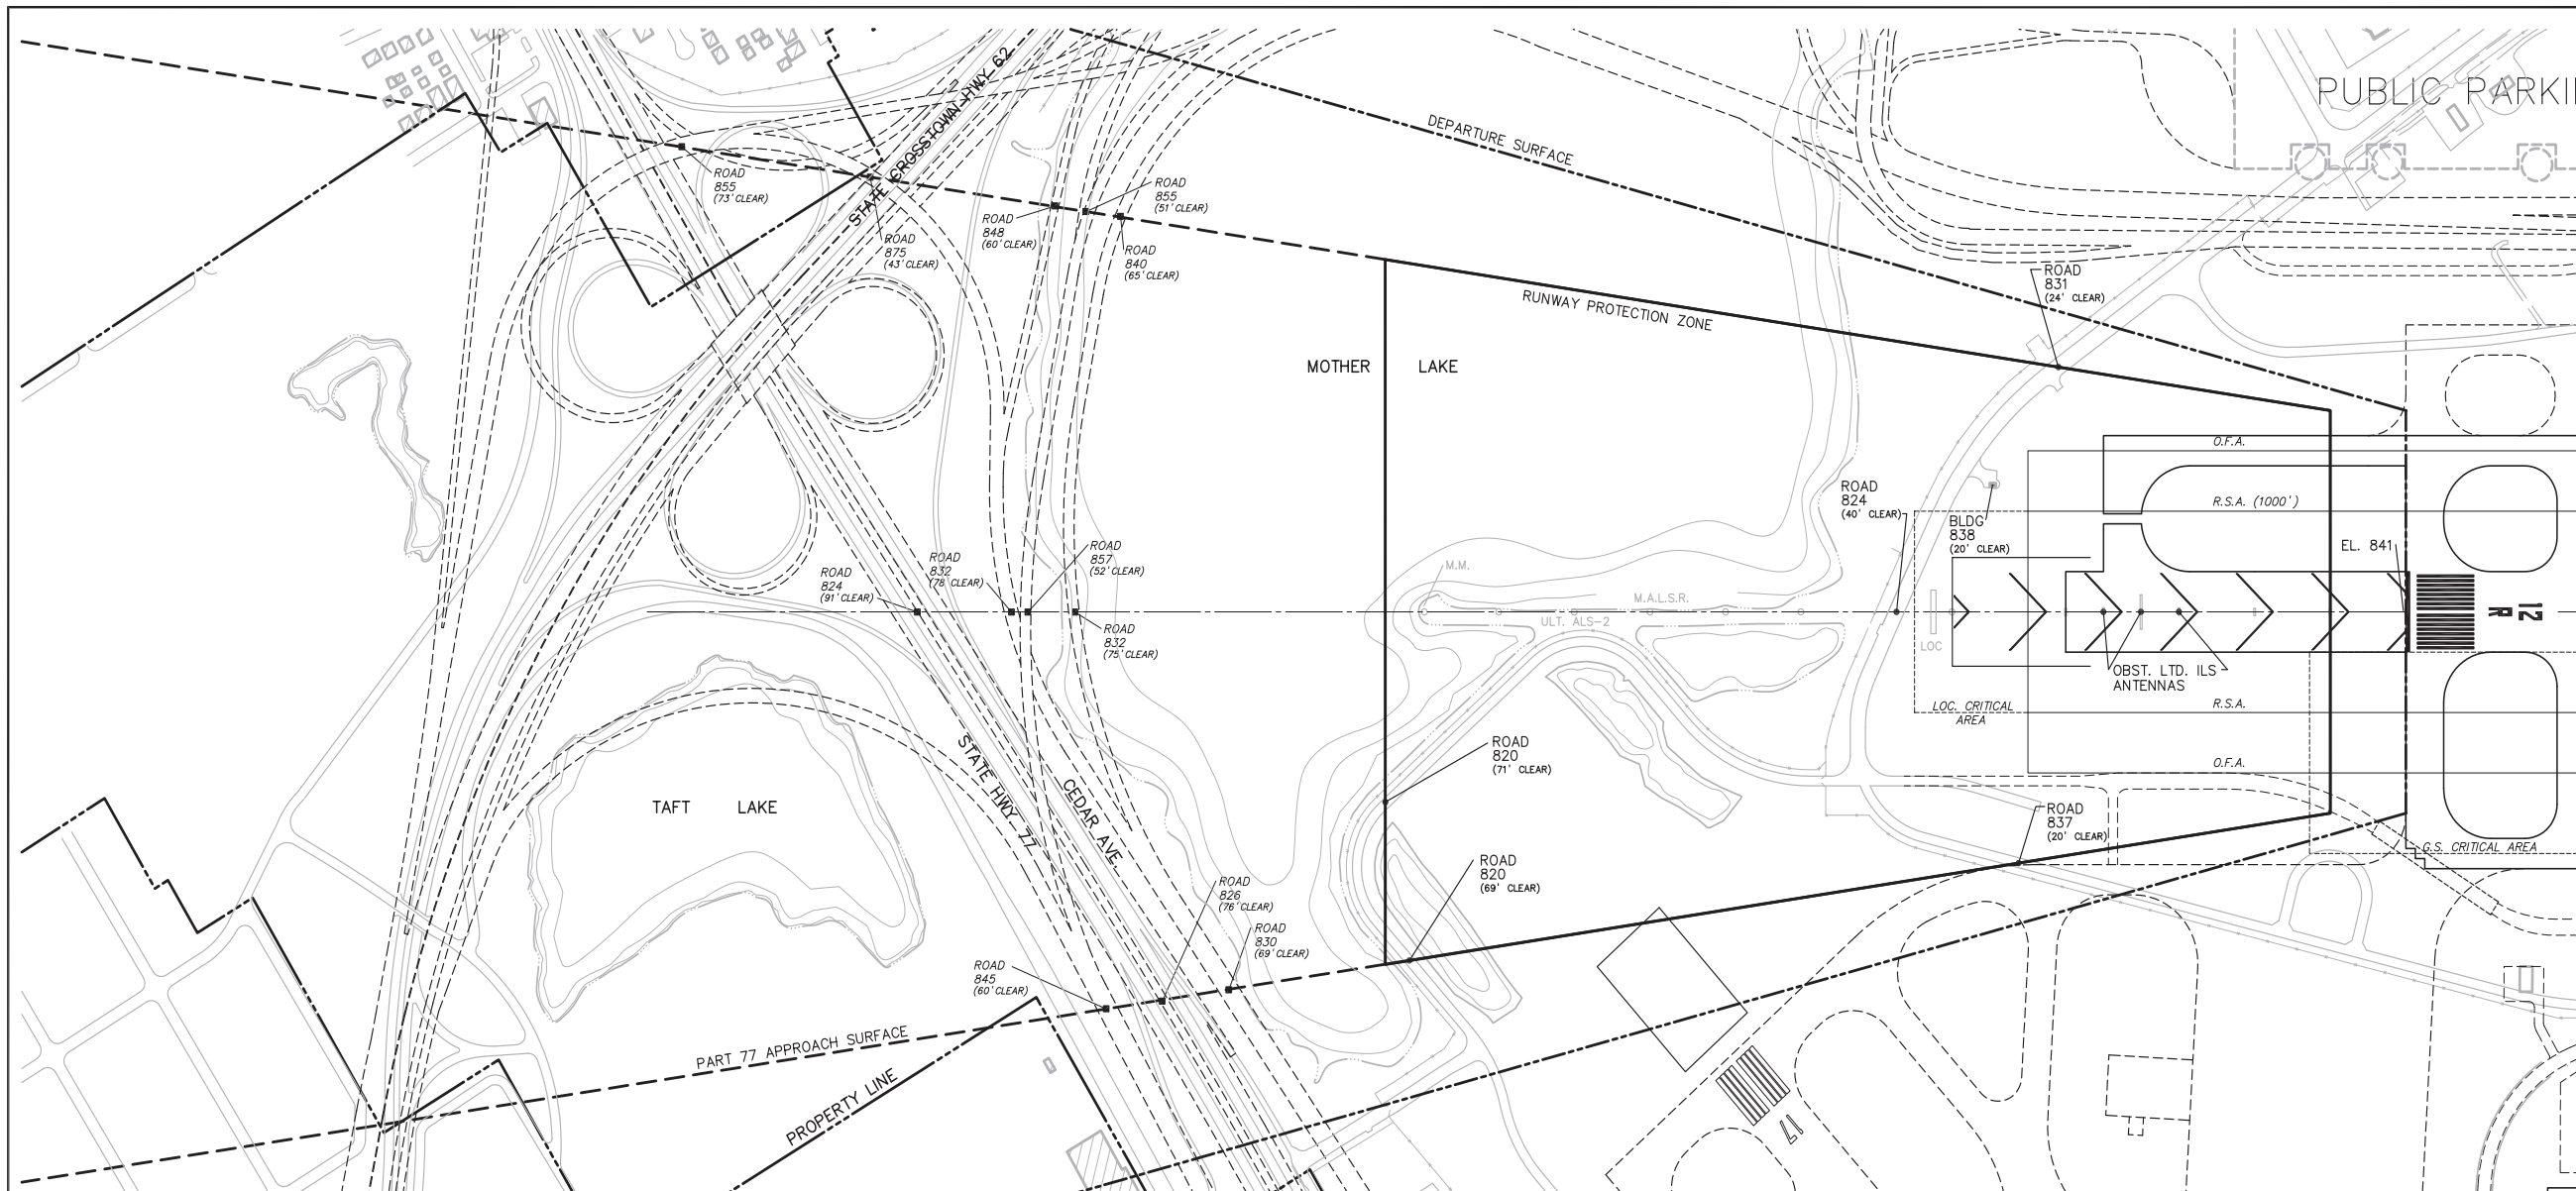 STATE CROSSTOWN HWY 62
PUBLIC PARKI
DEPARTURE SURFACE
ROAD
855
(73' CLEAR)
ROAD
855
(51' CLEAR)
ROAD
848
(60' CLEAR)
ROAD
875
(43' CLEAR)
ROAD
840
(65' CLEAR)
ROAD
831
(24' CLEAR)
RUNWAY PROTECTION ZONE
MOTHER LAKE
O.F.A.
ROAD
824
(40' CLEAR)
R.S.A. (1000')
BLDG
838
(20' CLEAR)
EL. 841
ROAD
857
(52' CLEAR)
ROAD
832
(78' CLEAR)
ROAD
824
(91' CLEAR)
M.M.
M.A.L.S.R.
ULT. ALS-2
12
R
ROAD
832
(75' CLEAR)
LOC
OBST. LTD. ILS
ANTENNAS
LOC. CRITICAL
AREA
R.S.A.
ROAD
820
(71' CLEAR)
O.F.A.
STATE HWY 77
CEDAR AVE
TAFT LAKE
ROAD
837
(20' CLEAR)
G.S. CRITICAL AREA
ROAD
820
(69' CLEAR)
ROAD
826
(76' CLEAR)
ROAD
830
(69' CLEAR)
ROAD
845
(60' CLEAR)
PART 77 APPROACH SURFACE
PROPERTY LINE
17